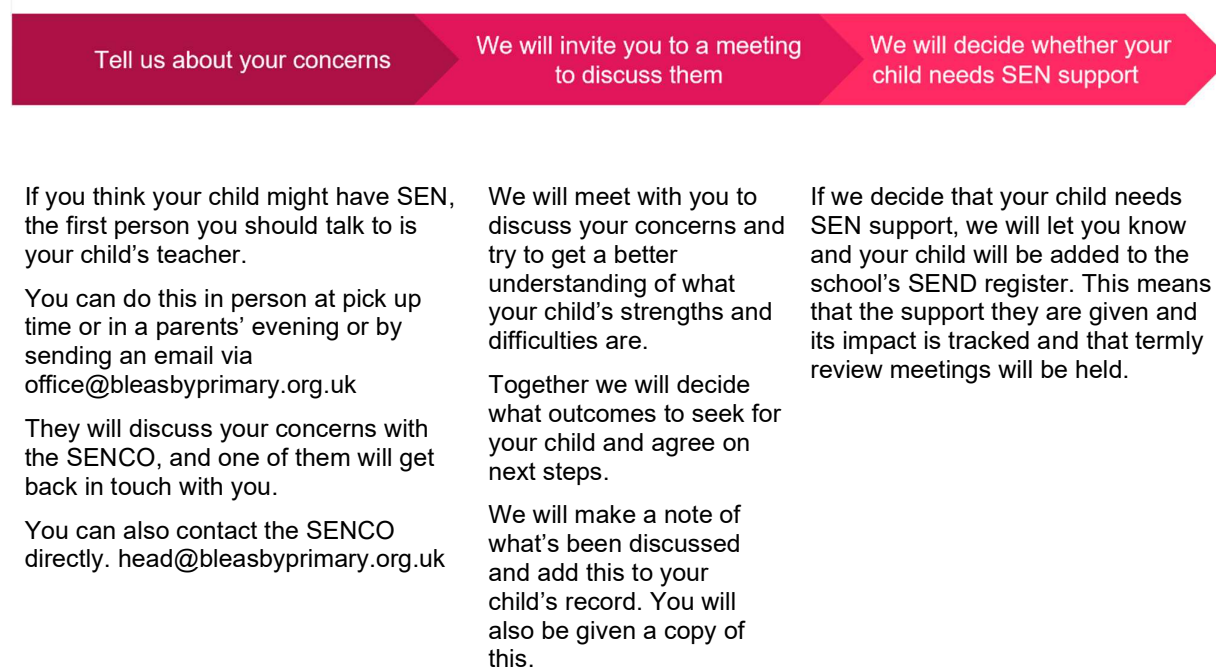 Tell us about your concerns
We will invite you to a meeting
to discuss them
We will decide whether your
child needs SEN support
If you think your child might have SEN,
the first person you should talk to is
your child’s teacher.
You can do this in person at pick up
time or in a parents’ evening or by
sending an email via
office@bleasbyprimary.org.uk
They will discuss your concerns with
the SENCO, and one of them will get
back in touch with you.
You can also contact the SENCO
directly. head@bleasbyprimary.org.uk
We will meet with you to
discuss your concerns and
try to get a better
understanding of what
your child’s strengths and
difficulties are.
Together we will decide
what outcomes to seek for
your child and agree on
next steps.
We will make a note of
what’s been discussed
and add this to your
child’s record. You will
also be given a copy of
this.
If we decide that your child needs
SEN support, we will let you know
and your child will be added to the
school’s SEND register. This means
that the support they are given and
its impact is tracked and that termly
review meetings will be held.